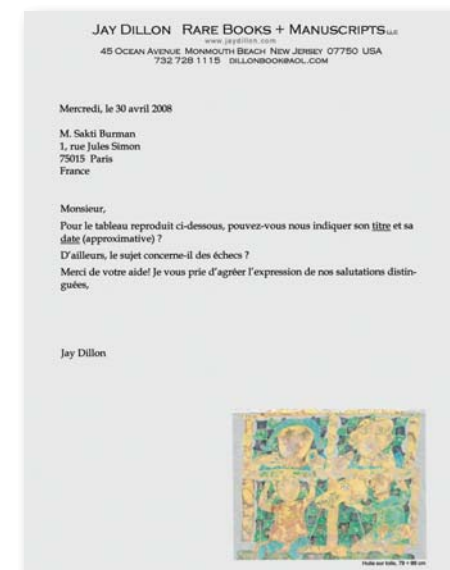 JAY DILLON RARE BOOKS + MANUSCRIPTS LLC
www.jaydillon.com
45 OCEAN AVENUE MONMOUTH BEACH NEW JERSEY 07750 USA
732 728 1115 DILLONBOOK@AOL.COM
Mercredi, le 30 avril 2008
M. Sakti Burman
1, rue Jules Simon
75015 Paris
France
Monsieur,
Pour le tableau reproduit ci-dessous, pouvez-vous nous indiquer son titre et sa
date (approximative) ?
D'ailleurs, le sujet concerne-il des échecs ?
Merci de votre aide! Je vous prie d'agréer l'expression de nos salutations distin-
guées,
Jay Dillon
Huile sur toile,